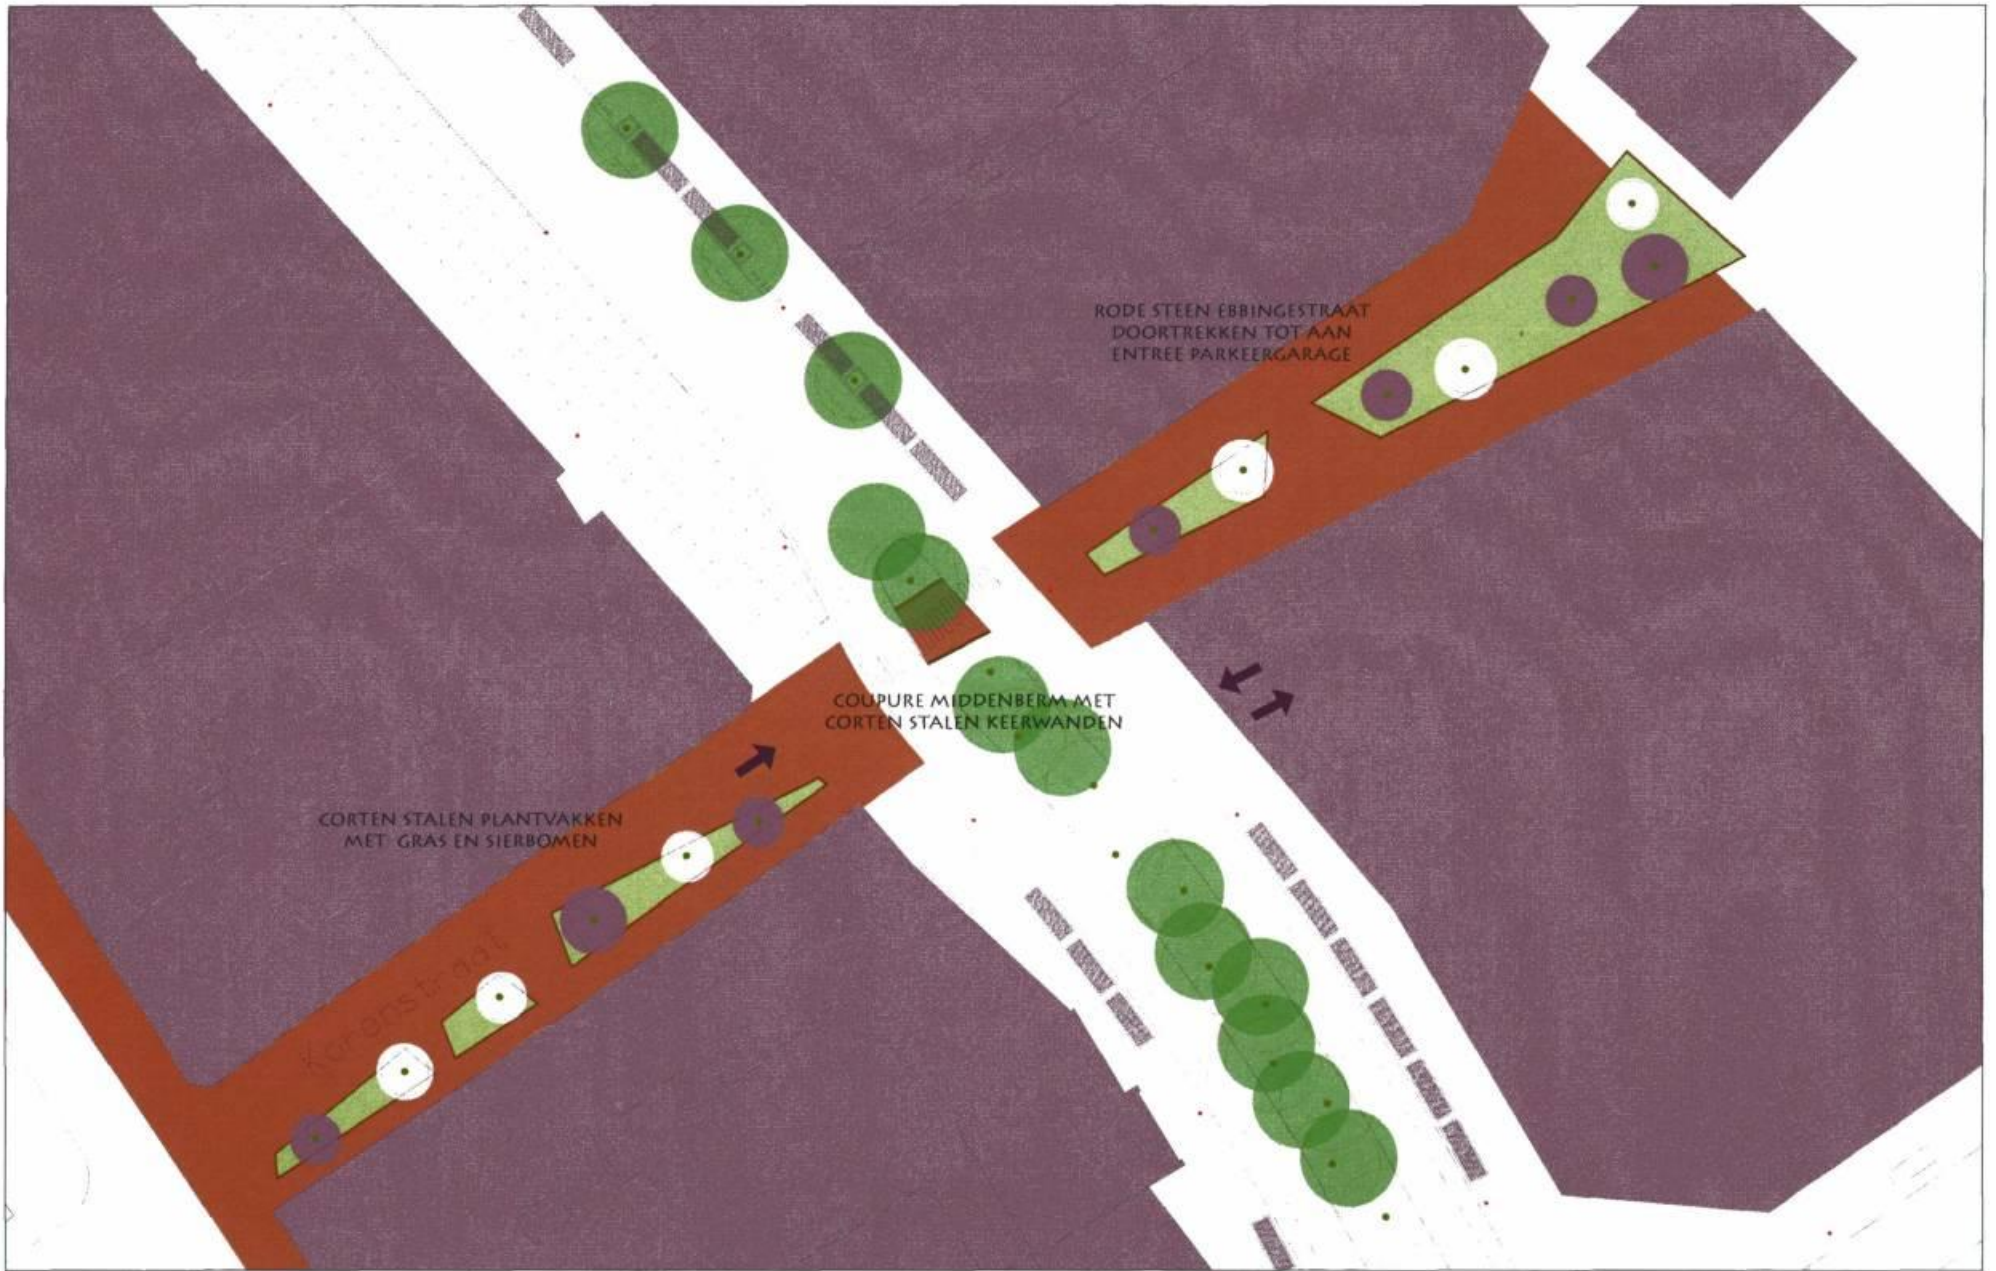 RODE STEEN EBBINGESTRAAT
DOORTREKKEN TOT AAN
ENTREE PARKEERGARAGE
COUPURE MIDDENBERM MET
CORTEN STALEN KEERWANDEN
CORTEN STALEN PLANTVAKKEN
MET GRAS EN SIERBOMEN
Korenstraat